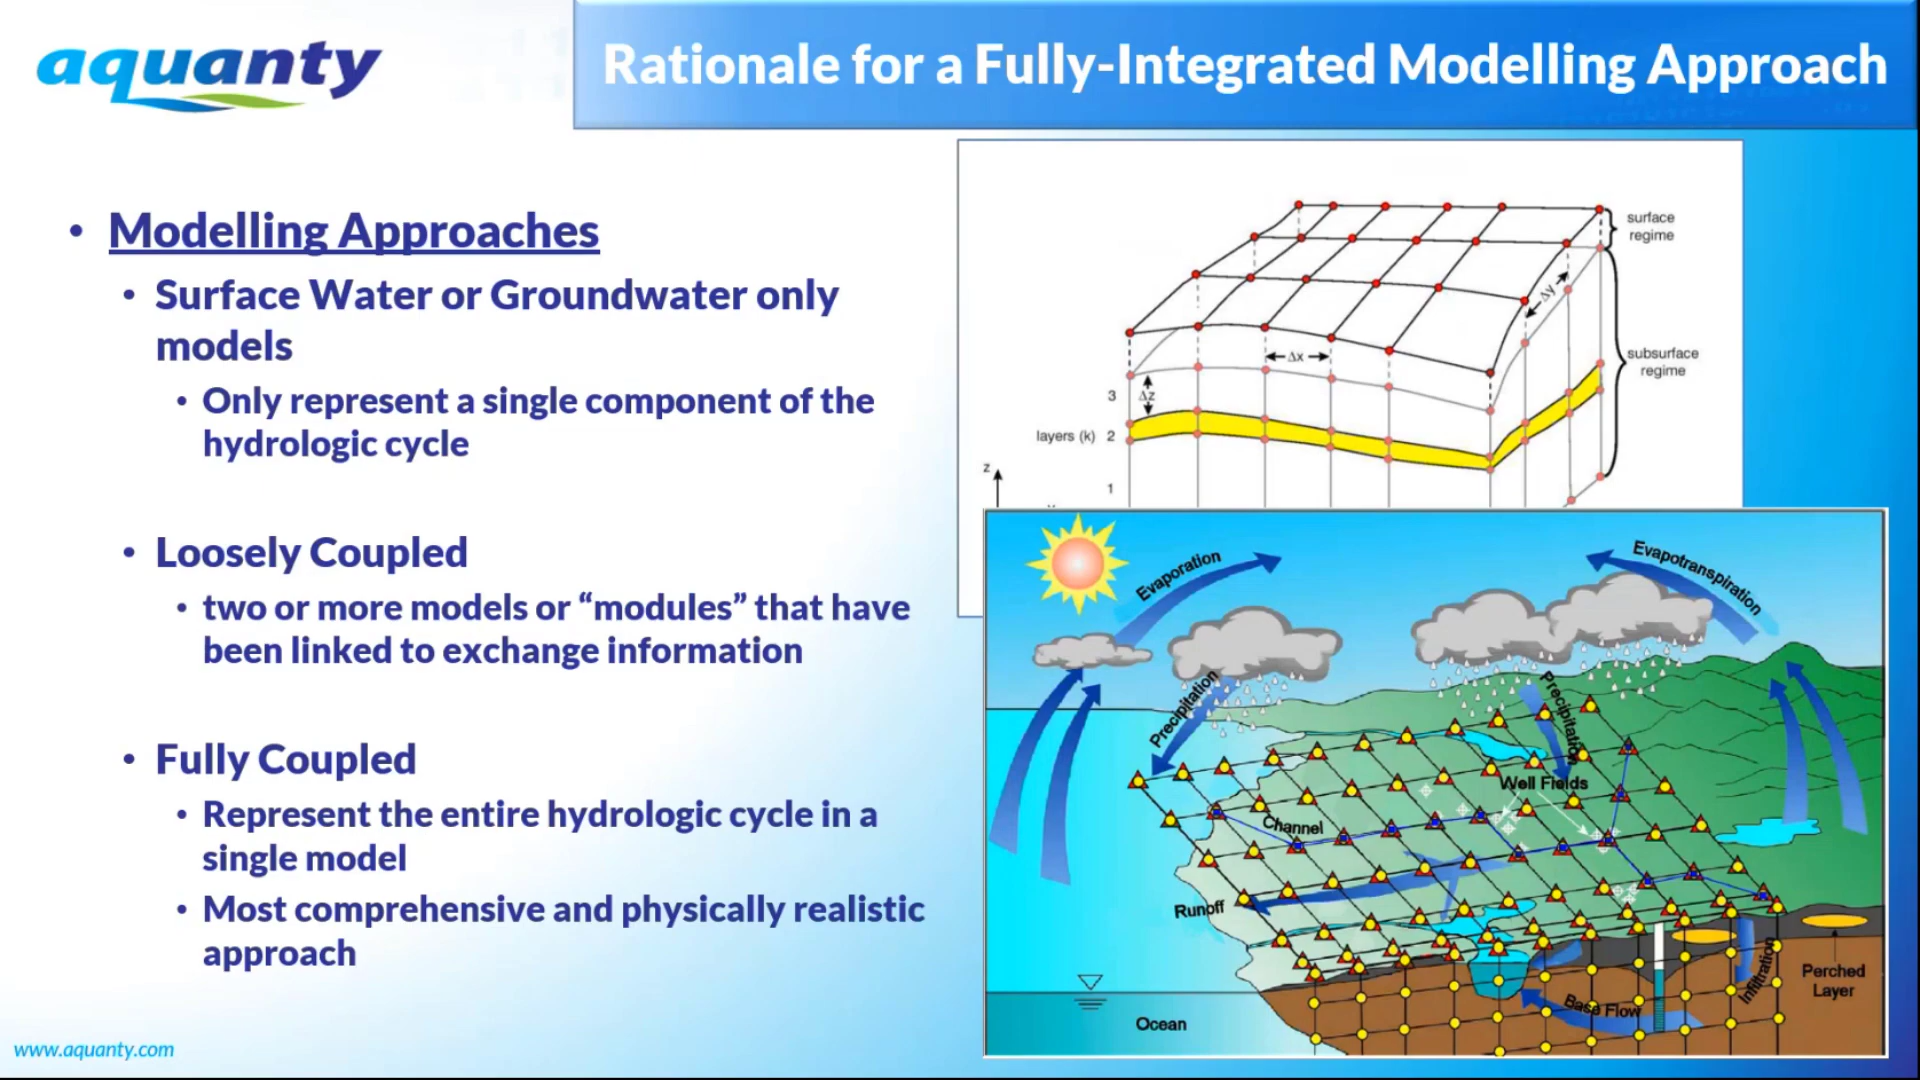 aquanty
Rationale for a Fully-Integrated Modelling Approach
• Modelling Approaches
• Surface Water or Groundwater only
models
• Only represent a single component of the
hydrologic cycle
• Loosely Coupled
• two or more models or “modules” that have
been linked to exchange information
• Fully Coupled
• Represent the entire hydrologic cycle in a
single model
• Most comprehensive and physically realistic
approach
www.aquanty.com
surface
regime
Δy
Δx
subsurface
regime
3
Δz
layers (k) 2
z
1
Evaporation
Evapotranspiration
Precipitation
Precipitation
Well Fields
Channel
Runoff
Infiltration
Perched
Layer
Base Flow
Ocean